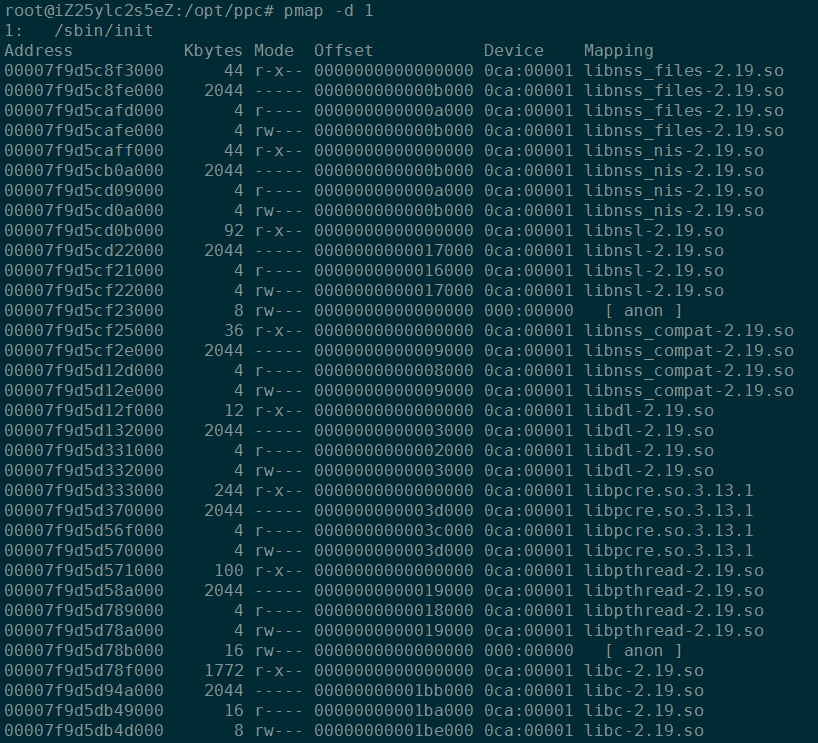 root@iZ25ylc2s5eZ:/opt/ppc# pmap -d 1
1:   /sbin/init
Address           Kbytes Mode  Offset           Device    Mapping
00007f9d5c8f3000      44 r-x-- 0000000000000000 0ca:00001 libnss_files-2.19.so
00007f9d5c8fe000    2044 ----- 000000000000b000 0ca:00001 libnss_files-2.19.so
00007f9d5cafd000       4 r---- 000000000000a000 0ca:00001 libnss_files-2.19.so
00007f9d5cafe000       4 rw--- 000000000000b000 0ca:00001 libnss_files-2.19.so
00007f9d5caff000      44 r-x-- 0000000000000000 0ca:00001 libnss_nis-2.19.so
00007f9d5cb0a000    2044 ----- 000000000000b000 0ca:00001 libnss_nis-2.19.so
00007f9d5cd09000       4 r---- 000000000000a000 0ca:00001 libnss_nis-2.19.so
00007f9d5cd0a000       4 rw--- 000000000000b000 0ca:00001 libnss_nis-2.19.so
00007f9d5cd0b000      92 r-x-- 0000000000000000 0ca:00001 libnsl-2.19.so
00007f9d5cd22000    2044 ----- 0000000000017000 0ca:00001 libnsl-2.19.so
00007f9d5cf21000       4 r---- 0000000000016000 0ca:00001 libnsl-2.19.so
00007f9d5cf22000       4 rw--- 0000000000017000 0ca:00001 libnsl-2.19.so
00007f9d5cf23000       8 rw--- 0000000000000000 000:00000   [ anon ]
00007f9d5cf25000      36 r-x-- 0000000000000000 0ca:00001 libnss_compat-2.19.so
00007f9d5cf2e000    2044 ----- 0000000000009000 0ca:00001 libnss_compat-2.19.so
00007f9d5d12d000       4 r---- 0000000000008000 0ca:00001 libnss_compat-2.19.so
00007f9d5d12e000       4 rw--- 0000000000009000 0ca:00001 libnss_compat-2.19.so
00007f9d5d12f000      12 r-x-- 0000000000000000 0ca:00001 libdl-2.19.so
00007f9d5d132000    2044 ----- 0000000000003000 0ca:00001 libdl-2.19.so
00007f9d5d331000       4 r---- 0000000000002000 0ca:00001 libdl-2.19.so
00007f9d5d332000       4 rw--- 0000000000003000 0ca:00001 libdl-2.19.so
00007f9d5d333000     244 r-x-- 0000000000000000 0ca:00001 libpcre.so.3.13.1
00007f9d5d370000    2044 ----- 000000000003d000 0ca:00001 libpcre.so.3.13.1
00007f9d5d56f000       4 r---- 000000000003c000 0ca:00001 libpcre.so.3.13.1
00007f9d5d570000       4 rw--- 000000000003d000 0ca:00001 libpcre.so.3.13.1
00007f9d5d571000     100 r-x-- 0000000000000000 0ca:00001 libpthread-2.19.so
00007f9d5d58a000    2044 ----- 0000000000019000 0ca:00001 libpthread-2.19.so
00007f9d5d789000       4 r---- 0000000000018000 0ca:00001 libpthread-2.19.so
00007f9d5d78a000       4 rw--- 0000000000019000 0ca:00001 libpthread-2.19.so
00007f9d5d78b000      16 rw--- 0000000000000000 000:00000   [ anon ]
00007f9d5d78f000    1772 r-x-- 0000000000000000 0ca:00001 libc-2.19.so
00007f9d5d94a000    2044 ----- 00000000001bb000 0ca:00001 libc-2.19.so
00007f9d5db49000      16 r---- 00000000001ba000 0ca:00001 libc-2.19.so
00007f9d5db4d000       8 rw--- 00000000001be000 0ca:00001 libc-2.19.so